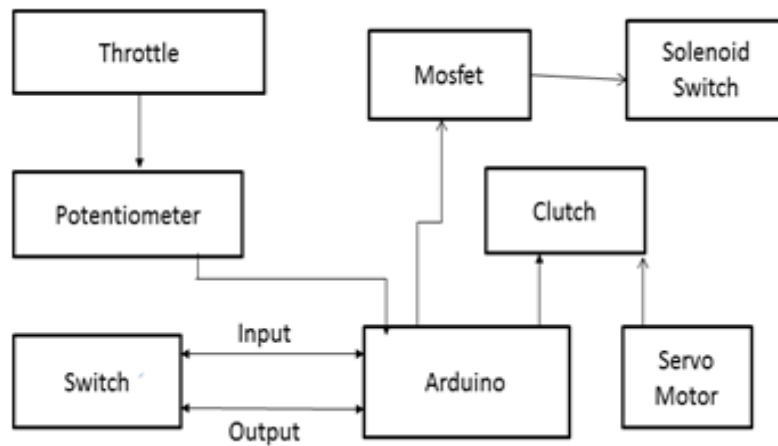 Throttle
Mosfet
Solenoid
Switch
Potentiometer
Clutch
Input
Switch
Arduino
Servo
Motor
Output